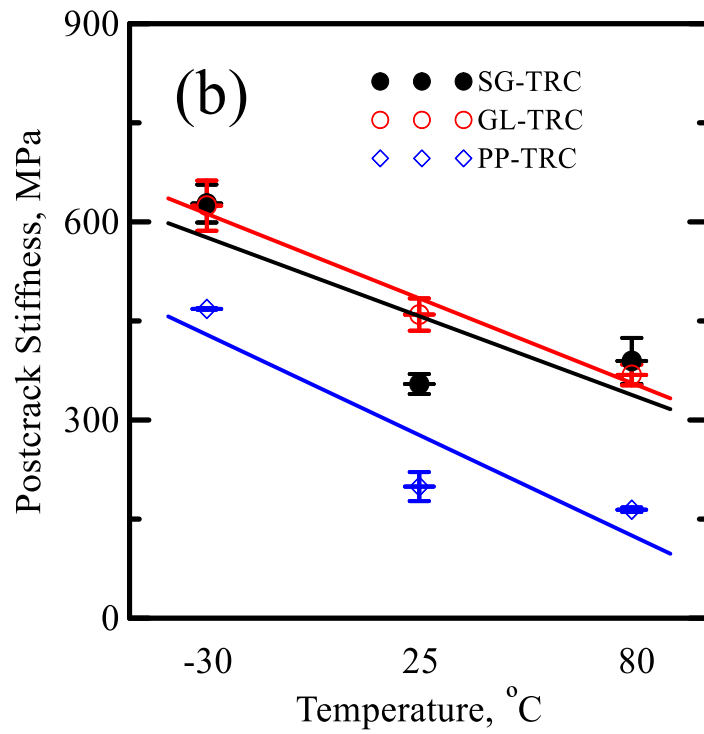 900
(b)
SG-TRC
GL-TRC
PP-TRC
600
300
0
Postcrack Stiffness, MPa
-30 25 80
Temperature, °C